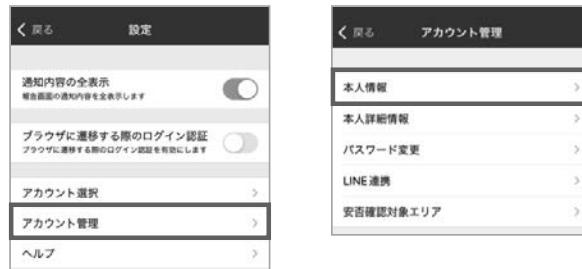 戻る
設定
通知内容の全表示
報告画面の通知内容を全表示します
ブラウザに遷移する際のログイン認証
ブラウザに遷移する際のログイン認証を有効にします
アカウント選択
アカウント管理
ヘルプ
戻る
アカウント管理
本人情報
本人詳細情報
パスワード変更
LINE 連携
安否確認対象エリア